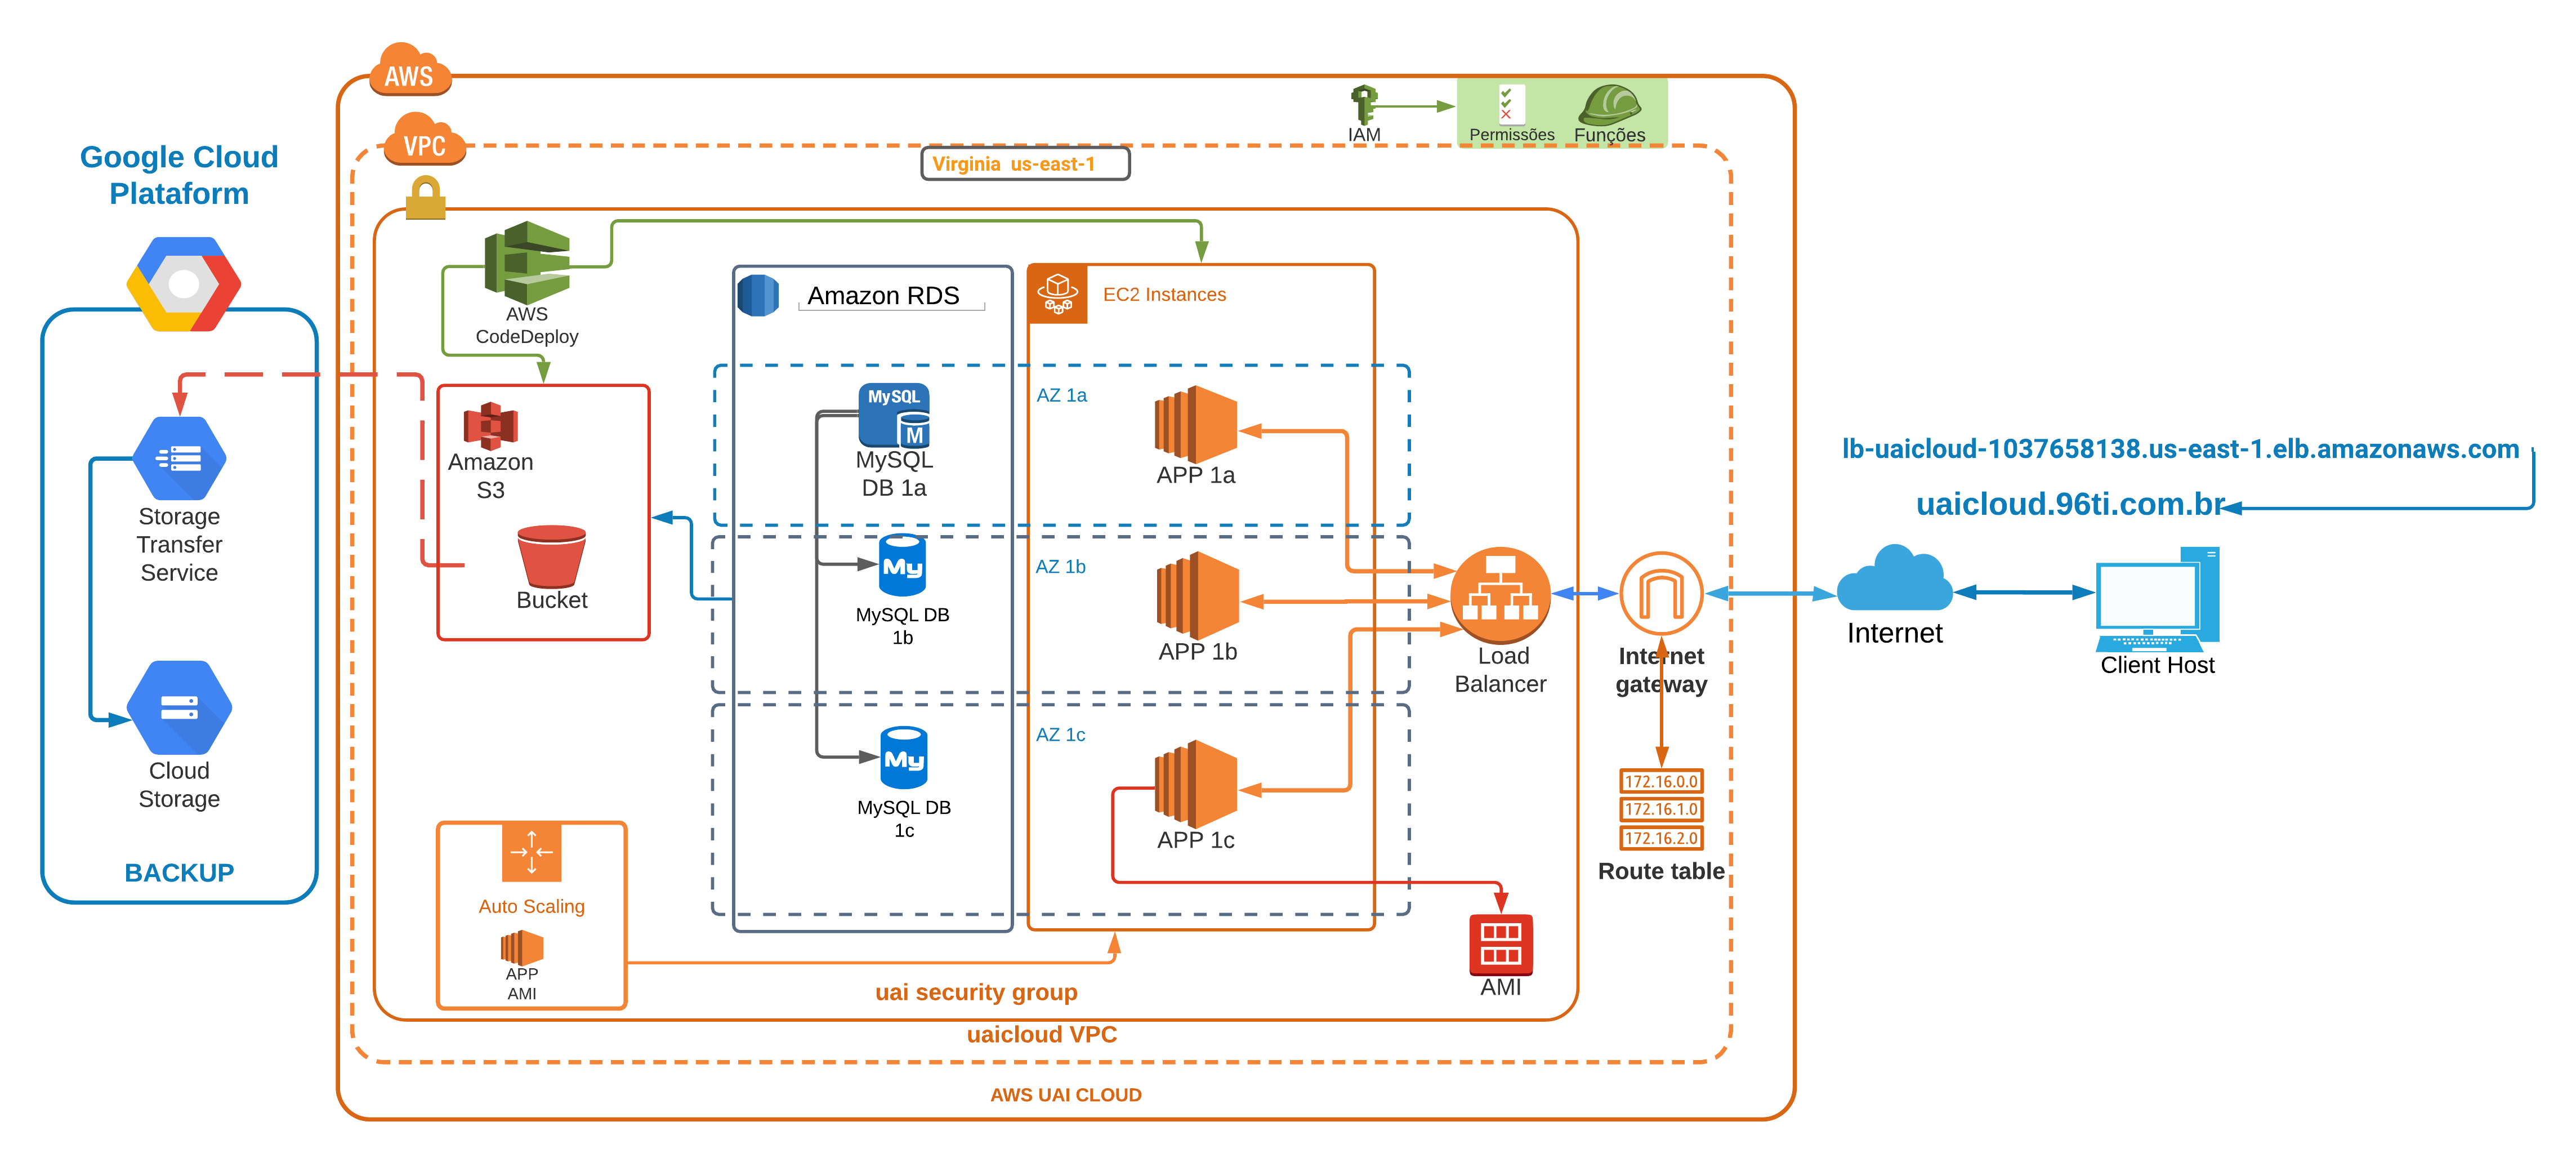 AWS
VPC
IAM
Permissões
Funções
Virginia us-east-1
Google Cloud
Plataform
Storage
Transfer
Service
Cloud
Storage
BACKUP
AWS
CodeDeploy
Amazon
S3
Bucket
Auto Scaling
APP
AMI
Amazon RDS
MySQL
M
MySQL
DB 1a
My
MySQL DB
1b
My
MySQL DB
1c
EC2 Instances
AZ 1a
APP 1a
AZ 1b
APP 1b
AZ 1c
APP 1c
Load
Balancer
AMI
Internet
gateway
172.16.0.0
172.16.1.0
172.16.2.0
Route table
uai security group
uaicloud VPC
AWS UAI CLOUD
lb-uaicloud-1037658138.us-east-1.elb.amazonaws.com
uaicloud.96ti.com.br
Internet
Client Host